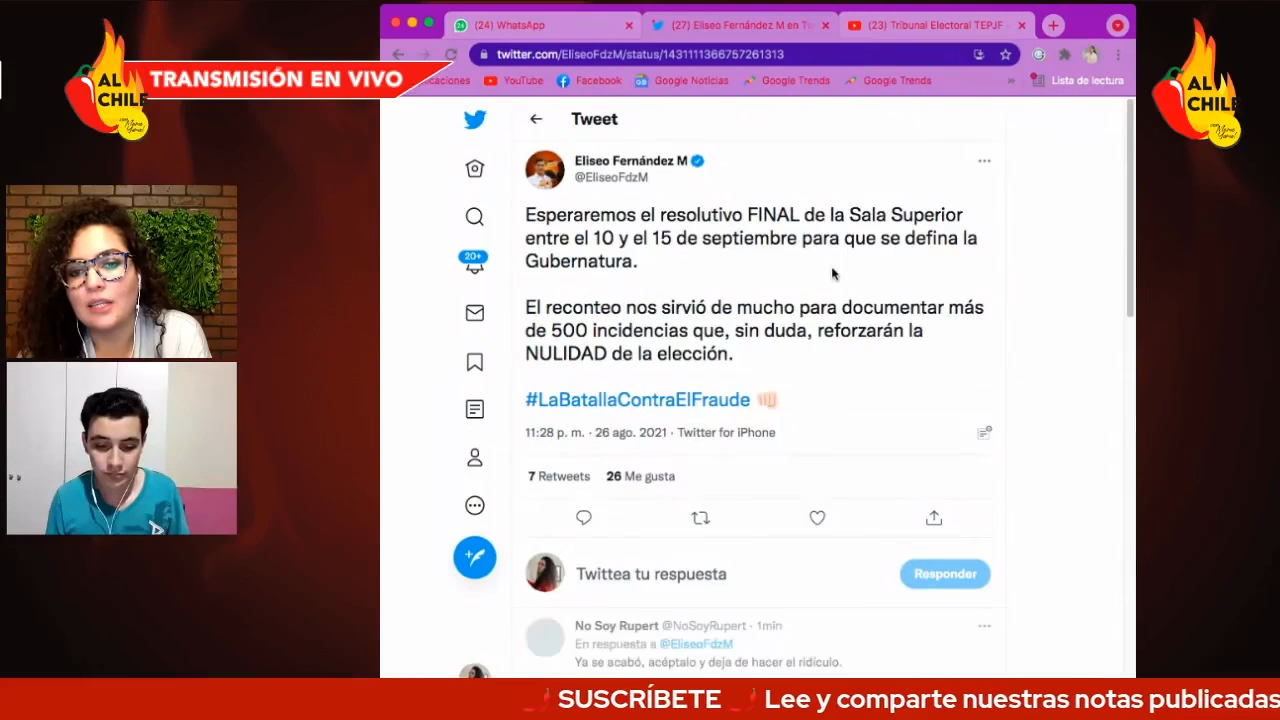 (24) WhatsApp
(27) Eliseo Fernández M en Tw
(23) Tribunal Electoral TEPJF
twitter.com/EliseoFdzM/status/1431111366757261313
caciones
YouTube
Facebook
Google Noticias
Google Trends
Google Trends
»
Lista de lectura
AL CHILE
TRANSMISIÓN EN VIVO
AL CHILE
Tweet
Eliseo Fernández M
@EliseoFdzM
Esperaremos el resolutivo FINAL de la Sala Superior
entre el 10 y el 15 de septiembre para que se defina la
Gubernatura.
El reconteo nos sirvió de mucho para documentar más
de 500 incidencias que, sin duda, reforzarán la
NULIDAD de la elección.
#LaBatallaContraElFraude 👊🏻
11:28 p. m. · 26 ago. 2021 · Twitter for iPhone
20+
7 Retweets 26 Me gusta
Twittea tu respuesta
Responder
No Soy Rupert @NoSoyRupert · 1min
En respuesta a @EliseoFdzM
Ya se acabó, acéptalo y deja de hacer el ridículo.
🌶️ SUSCRÍBETE 🌶️ Lee y comparte nuestras notas publicadas